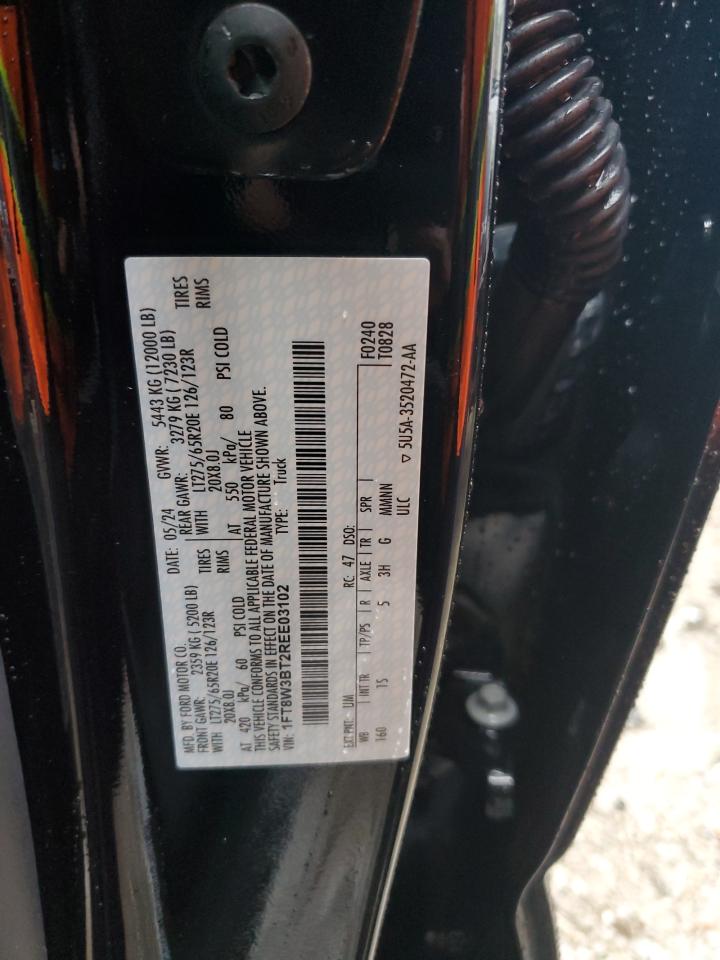 MFD. BY FORD MOTOR CO.
DATE: 05/24 GVWR: 5443 KG (12000 LB)
FRONT GAWR: 2359 KG (5200 LB) REAR GAWR: 3279 KG (7230 LB)
WITH LT275/65R20E 126/123R TIRES WITH LT275/65R20E 126/123R TIRES
20X8.0J RIMS 20X8.0J RIMS
AT 420 kPa/ 60 PSI COLD AT 550 kPa/ 80 PSI COLD
THIS VEHICLE CONFORMS TO ALL APPLICABLE FEDERAL MOTOR VEHICLE
SAFETY STANDARDS IN EFFECT ON THE DATE OF MANUFACTURE SHOWN ABOVE.
VIN: 1FT8W3BT2REE03102 TYPE: Truck
F0240
EXT PNT: UM RC: 47 DSO: T0828
WB INT TR TP/PS R AXLE TR SPR
160 15 5 3H G MMNN
ULC
▽ 5U5A-3520472-AA